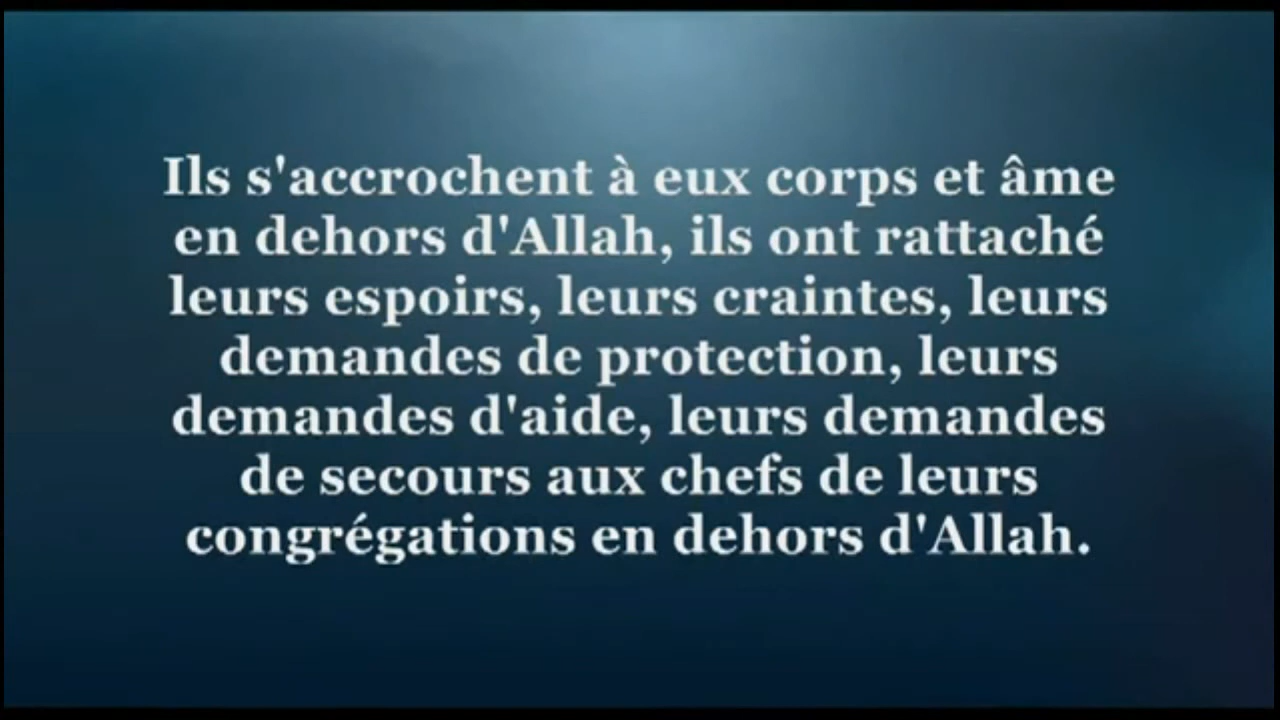 Ils s'accrochent à eux corps et âme
en dehors d'Allah, ils ont rattaché
leurs espoirs, leurs craintes, leurs
demandes de protection, leurs
demandes d'aide, leurs demandes
de secours aux chefs de leurs
congrégations en dehors d'Allah.